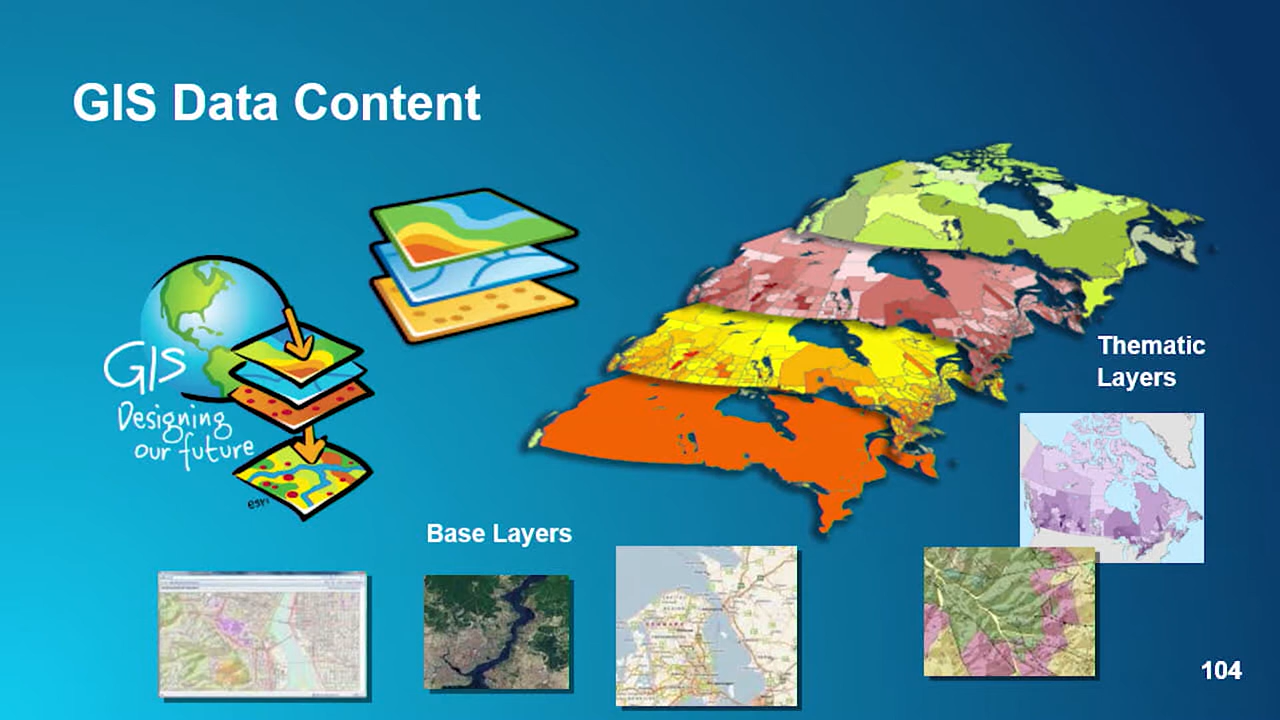 GIS Data Content
GIS
Designing
our future
esri
Thematic
Layers
Base Layers
104